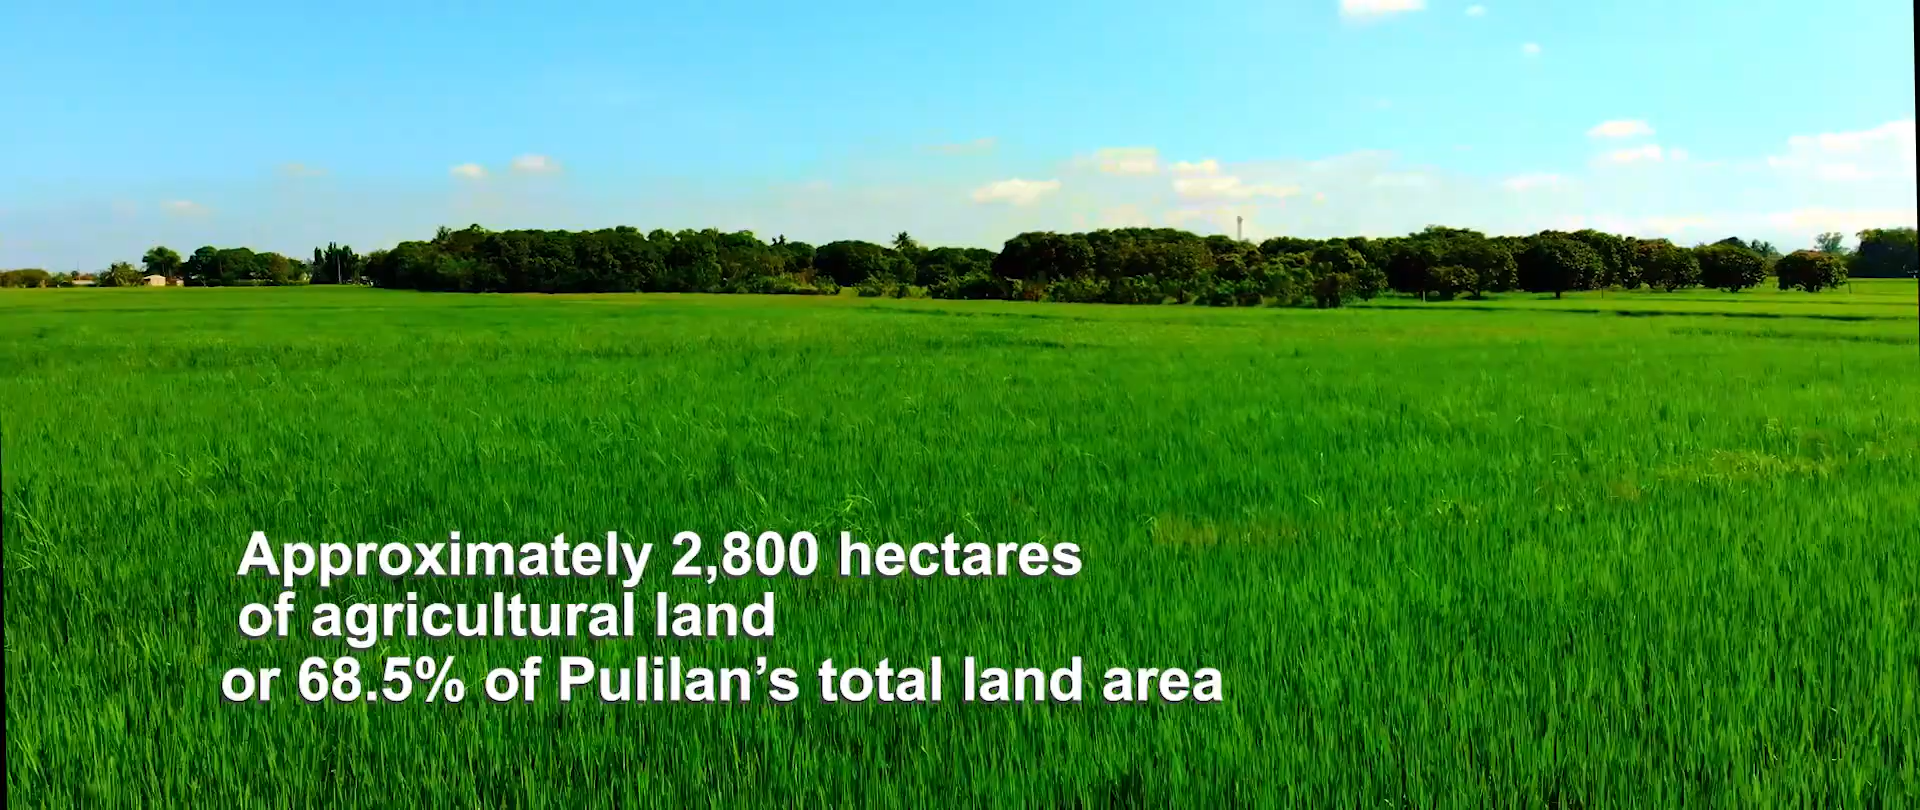 Approximately 2,800 hectares
of agricultural land
or 68.5% of Pulilan’s total land area